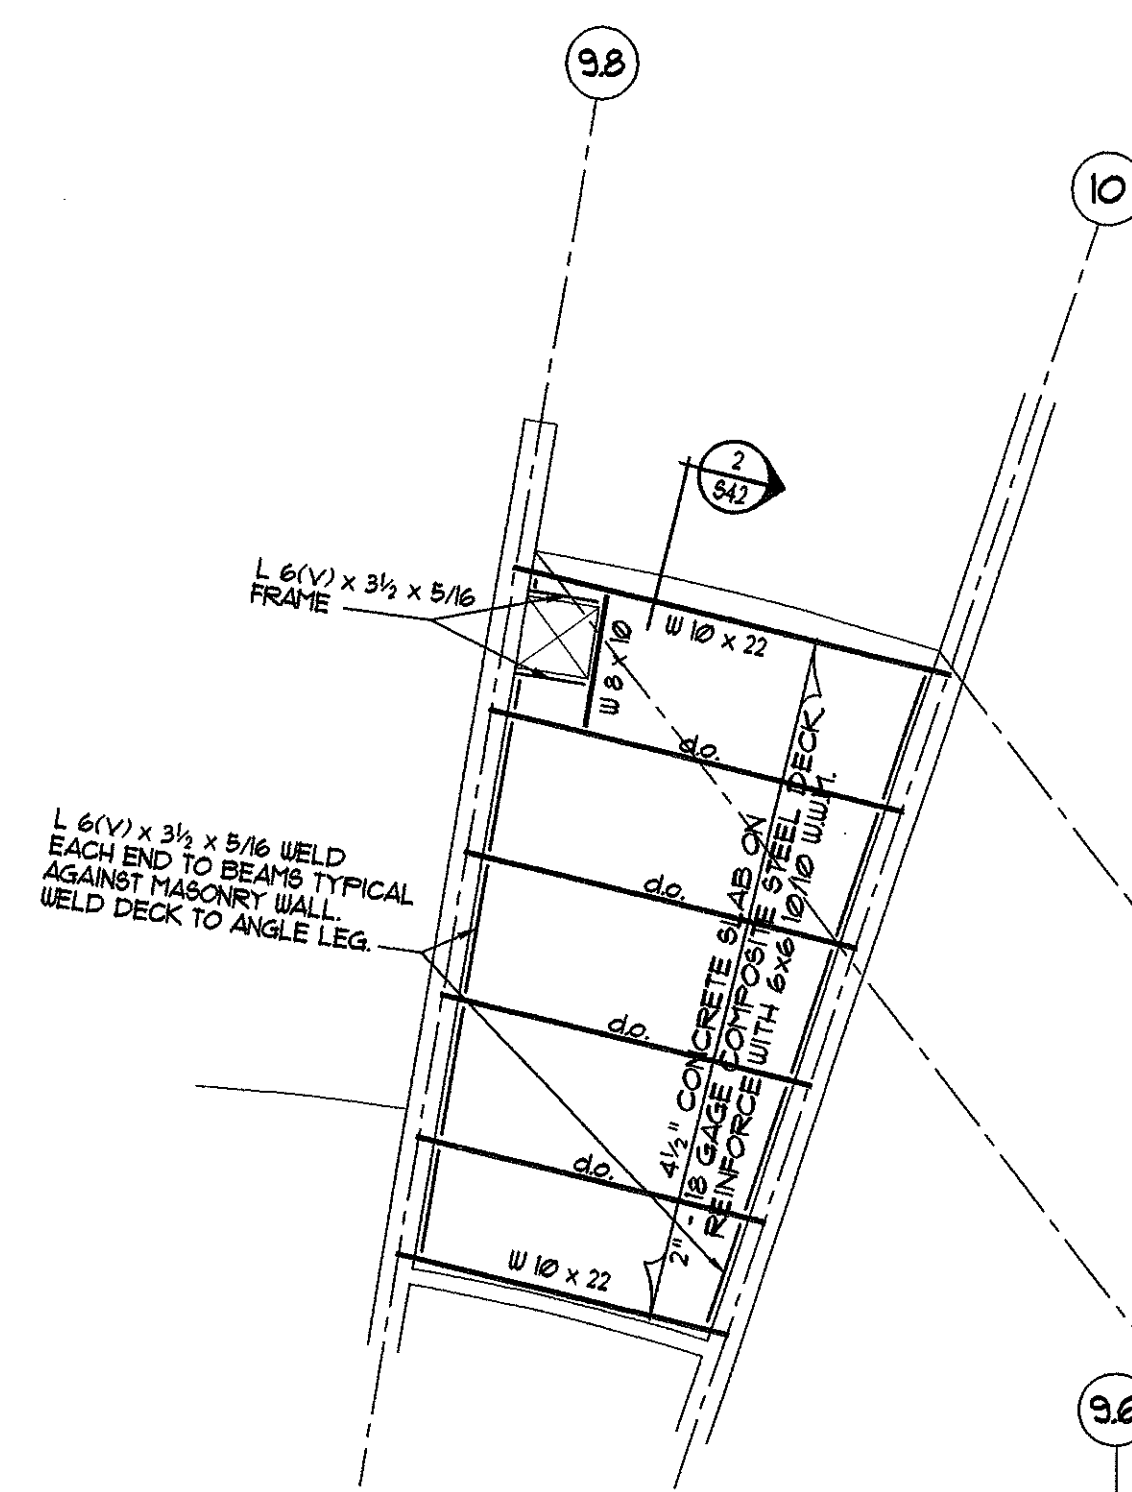 9.8
10
2
S42
L 6(V) x 3½ x 5/16
FRAME
W 10 x 22
W 8 x 10
d.o.
L 6(V) x 3½ x 5/16 WELD
EACH END TO BEAMS TYPICAL
AGAINST MASONRY WALL.
WELD DECK TO ANGLE LEG.
d.o.
d.o.
d.o.
4½" CONCRETE SLAB ON
2" - 18 GAGE COMPOSITE STEEL DECK.
REINFORCE WITH 6x6 10/10 W.W.M.
W 10 x 22
9.6